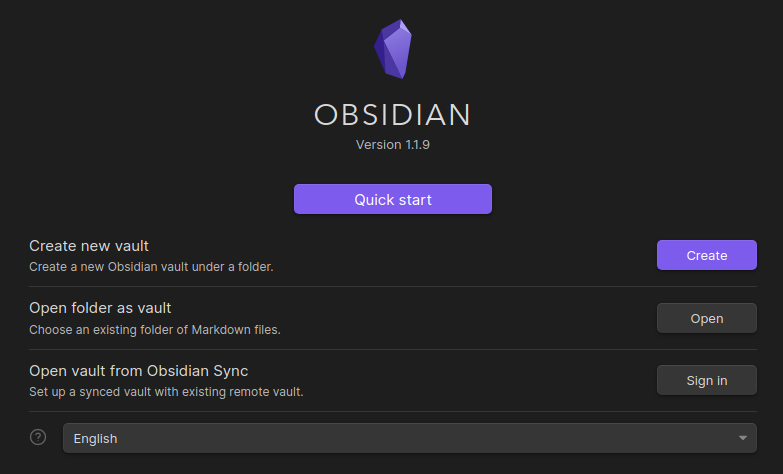 OBSIDIAN
Version 1.1.9
Quick start
Create new vault
Create a new Obsidian vault under a folder.
Create
Open folder as vault
Choose an existing folder of Markdown files.
Open
Open vault from Obsidian Sync
Set up a synced vault with existing remote vault.
Sign in
?
English